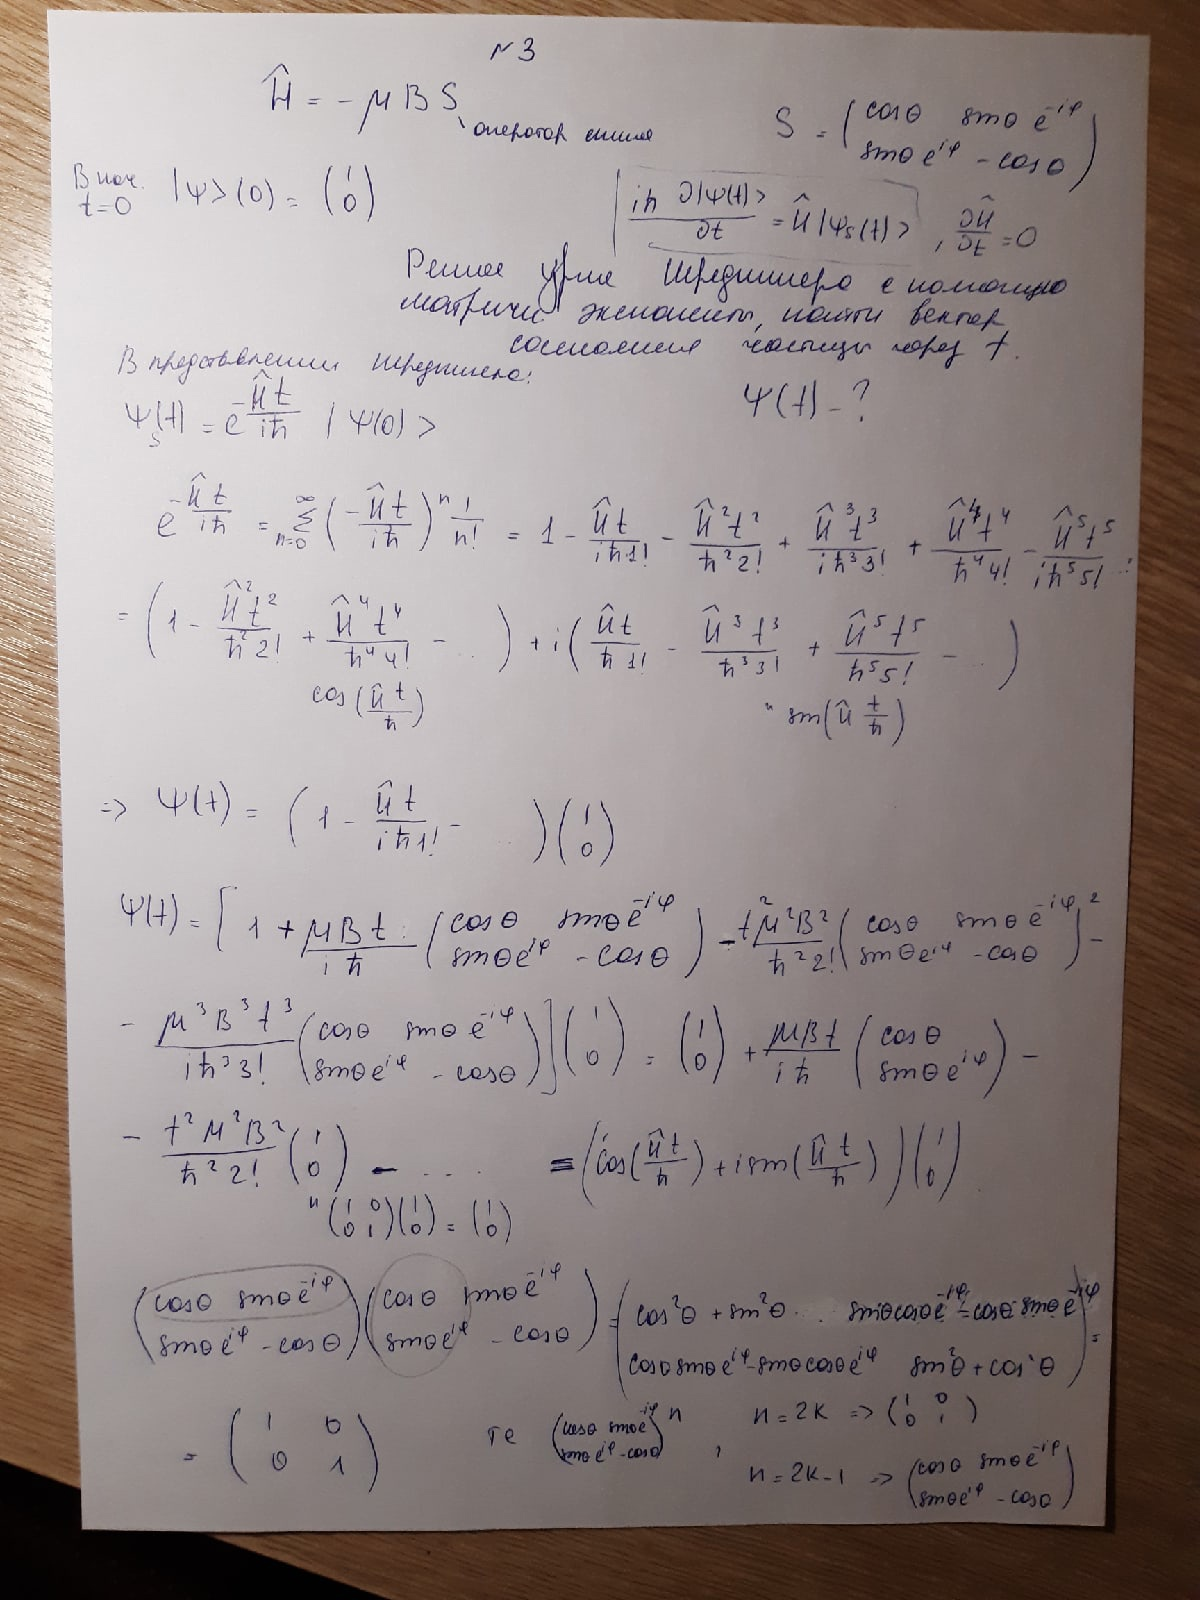 №3
Ĥ = - μ B S
оператор спина
S = (cosθ sinθ e^{-iφ}
sinθ e^{iφ} - cosθ)
В нач. t=0 |Ψ>(0) = (1 0)
iħ ∂|Ψ(t)>/∂t = Ĥ |Ψ_S(t)>, ∂Ĥ/∂t = 0
Решив ур-ие Шредингера с помощью
матричн. экспоненты, найти вектор
состояния частицы через t.
В представлении Шредингера:
Ψ(t) - ?
Ψ_S(t) = e^{-Ĥt/iħ} |Ψ(0)>
e^{-Ĥt/iħ} = Σ_{n=0}^{∞} (-Ĥt/iħ)^n 1/n! = 1 - Ĥt/iħ1! - Ĥ²t²/ħ²2! + Ĥ³t³/iħ³3! + Ĥ⁴t⁴/ħ⁴4! - Ĥ⁵t⁵/iħ⁵5! ..
= (1 - Ĥ²t²/ħ²2! + Ĥ⁴t⁴/ħ⁴4! - ...) + i(Ĥt/ħ1! - Ĥ³t³/ħ³3! + Ĥ⁵t⁵/ħ⁵5! - ...)
cos(Ĥt/ħ) " sin(Ĥ t/ħ)
=> Ψ(t) = (1 - Ĥt/iħ1! - ...)(1 0)
Ψ(t) = [1 + μBt/iħ (cosθ sinθe^{-iφ} sinθe^{iφ} - cosθ) - t²μ²B²/ħ²2! (cosθ sinθe^{-iφ} sinθe^{iφ} - cosθ)² -
- μ³B³t³/iħ³3! (cosθ sinθe^{-iφ} sinθe^{iφ} - cosθ)](1 0) = (1 0) + μBt/iħ (cosθ sinθe^{iφ}) -
- t²μ²B²/ħ²2! (1 0) - .... = (cos(Ĥt/ħ) + i sin(Ĥt/ħ))(1 0)
" (1 0 0 1)(1 0) = (1 0)
(cosθ sinθe^{-iφ} sinθe^{iφ} - cosθ)(cosθ sinθe^{-iφ} sinθe^{iφ} - cosθ) = (cos²θ + sin²θ .. sinθcosθe^{-iφ} - cosθ sinθe^{-iφ} cosθsinθe^{iφ} - sinθcosθe^{iφ} sin²θ + cos²θ) =
= (1 0 0 1) те (cosθ sinθe^{-iφ} sinθe^{iφ} - cosθ)^n , n = 2k => (1 0 0 1)
n = 2k-1 => (cosθ sinθe^{-iφ} sinθe^{iφ} - cosθ)